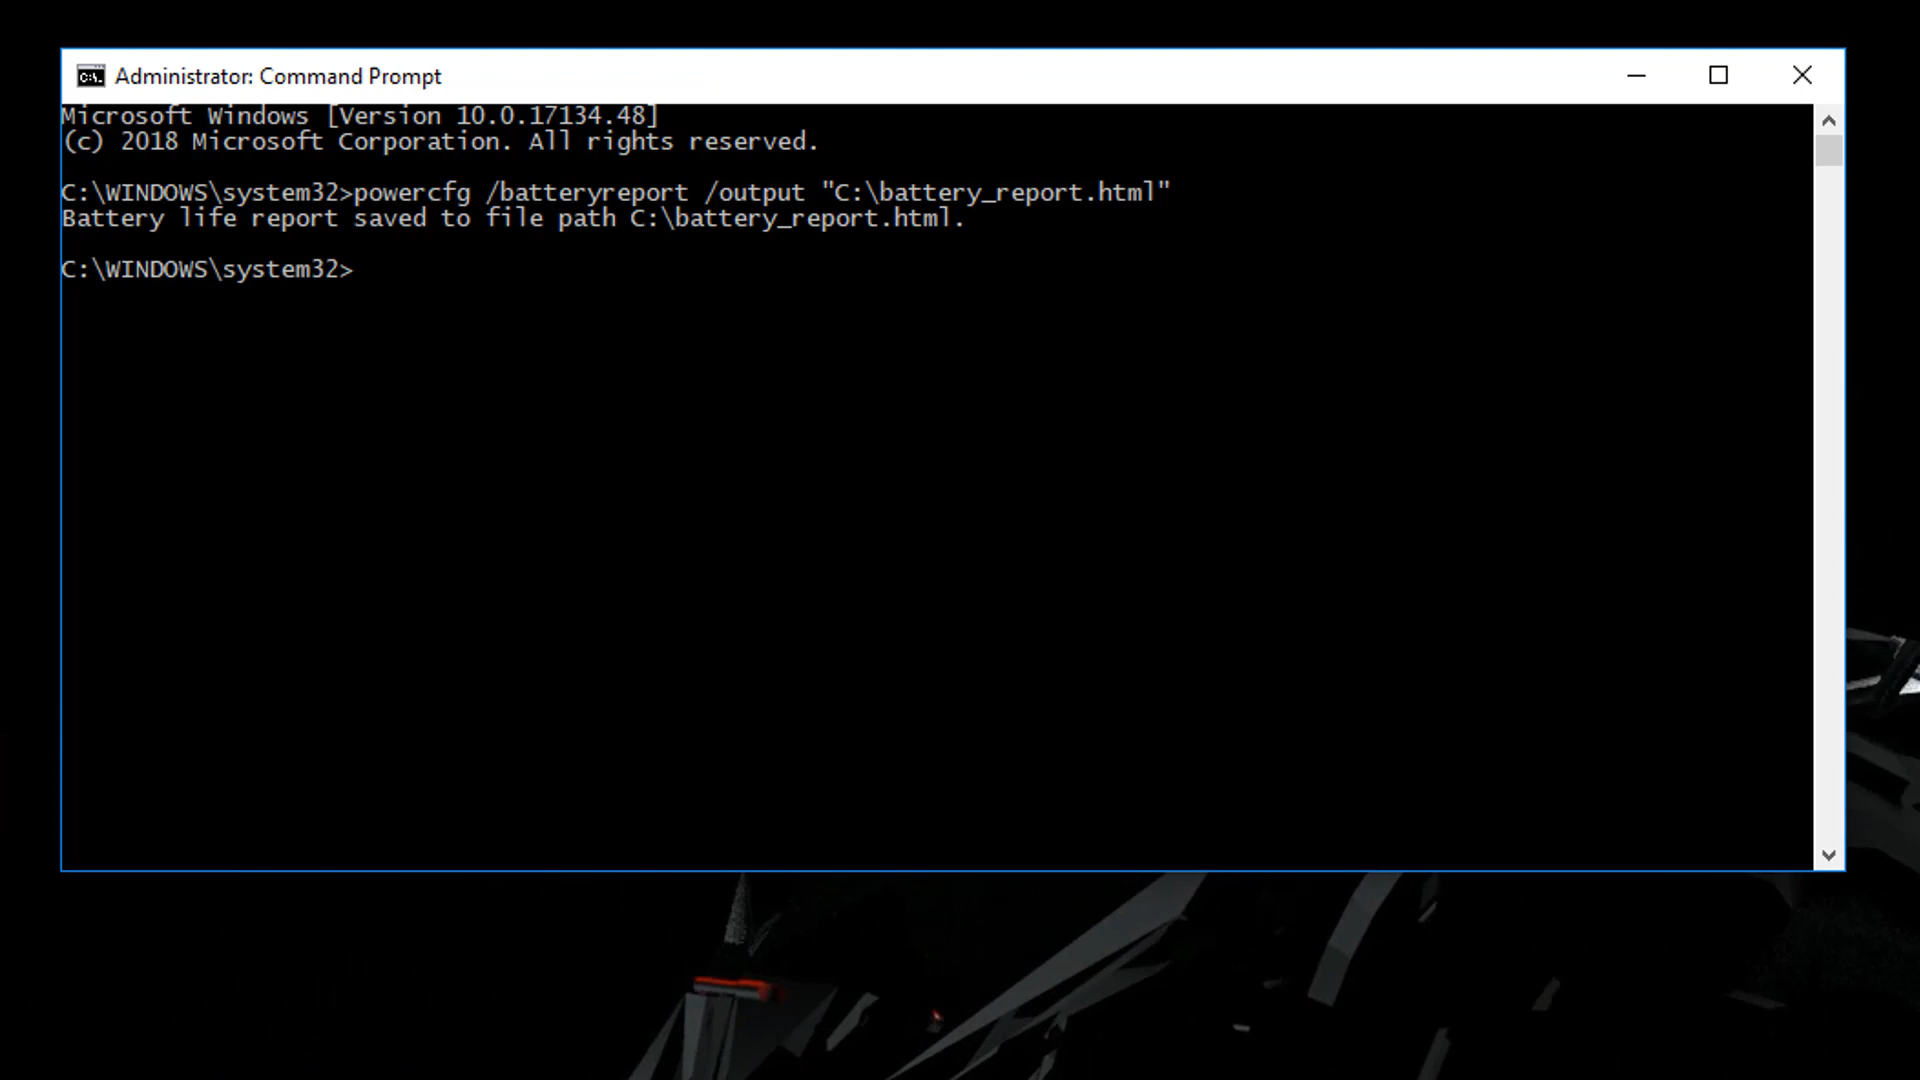 Administrator: Command Prompt
Microsoft Windows [Version 10.0.17134.48]
(c) 2018 Microsoft Corporation. All rights reserved.
C:\WINDOWS\system32>powercfg /batteryreport /output "C:\battery_report.html"
Battery life report saved to file path C:\battery_report.html.
C:\WINDOWS\system32>